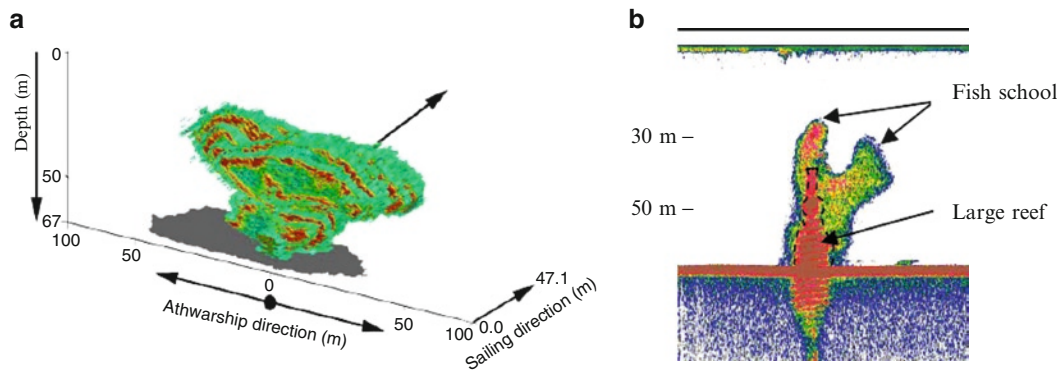 a
0
Depth (m)
50
67
100
50
0
Athwarship direction (m)
50
100
0.0
47.1
Sailing direction (m)
b
Fish school
30 m –
50 m –
Large reef